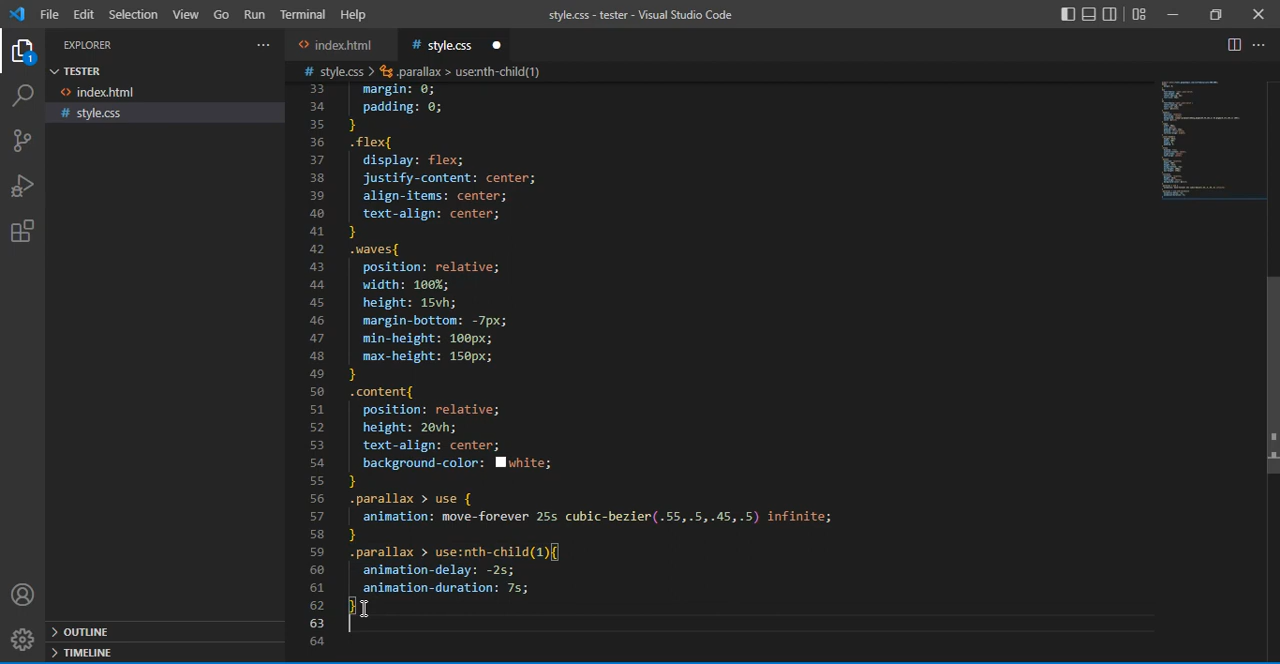 File Edit Selection View Go Run Terminal Help style.css - tester - Visual Studio Code
EXPLORER
index.html
style.css
style.css > .parallax > use:nth-child(1)
1
TESTER
index.html
style.css
33 margin: 0;
34 padding: 0;
35 }
36 .flex{
37 display: flex;
38 justify-content: center;
39 align-items: center;
40 text-align: center;
41 }
42 .waves{
43 position: relative;
44 width: 100%;
45 height: 15vh;
46 margin-bottom: -7px;
47 min-height: 100px;
48 max-height: 150px;
49 }
50 .content{
51 position: relative;
52 height: 20vh;
53 text-align: center;
54 background-color: white;
55 }
56 .parallax > use {
57 animation: move-forever 25s cubic-bezier(.55,.5,.45,.5) infinite;
58 }
59 .parallax > use:nth-child(1){
60 animation-delay: -2s;
61 animation-duration: 7s;
62 }
63
64
OUTLINE
TIMELINE